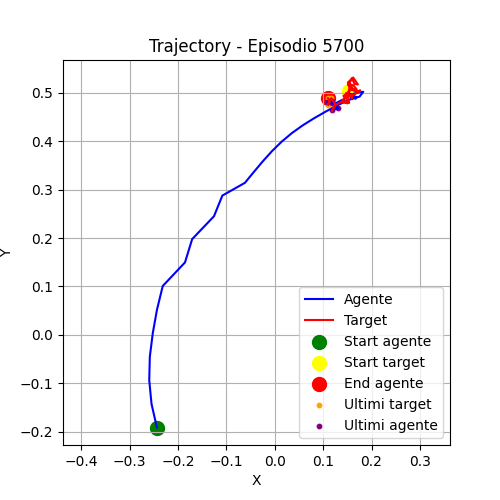 Trajectory - Episodio 5700
0.5
0.4
0.3
0.2
0.1
0.0
−0.1
−0.2
Y
−0.4
−0.3
−0.2
−0.1
0.0
0.1
0.2
0.3
X
Agente
Target
Start agente
Start target
End agente
Ultimi target
Ultimi agente